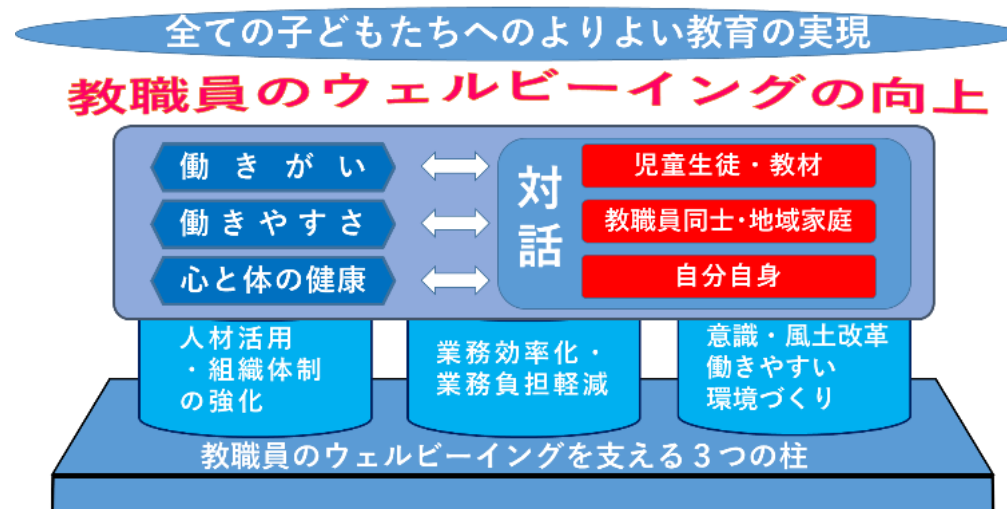 全ての子どもたちへのよりよい教育の実現
教職員のウェルビーイングの向上
働きがい
働きやすさ
心と体の健康
対話
児童生徒・教材
教職員同士・地域家庭
自分自身
人材活用
・組織体制
の強化
業務効率化・
業務負担軽減
意識・風土改革
働きやすい
環境づくり
教職員のウェルビーイングを支える３つの柱